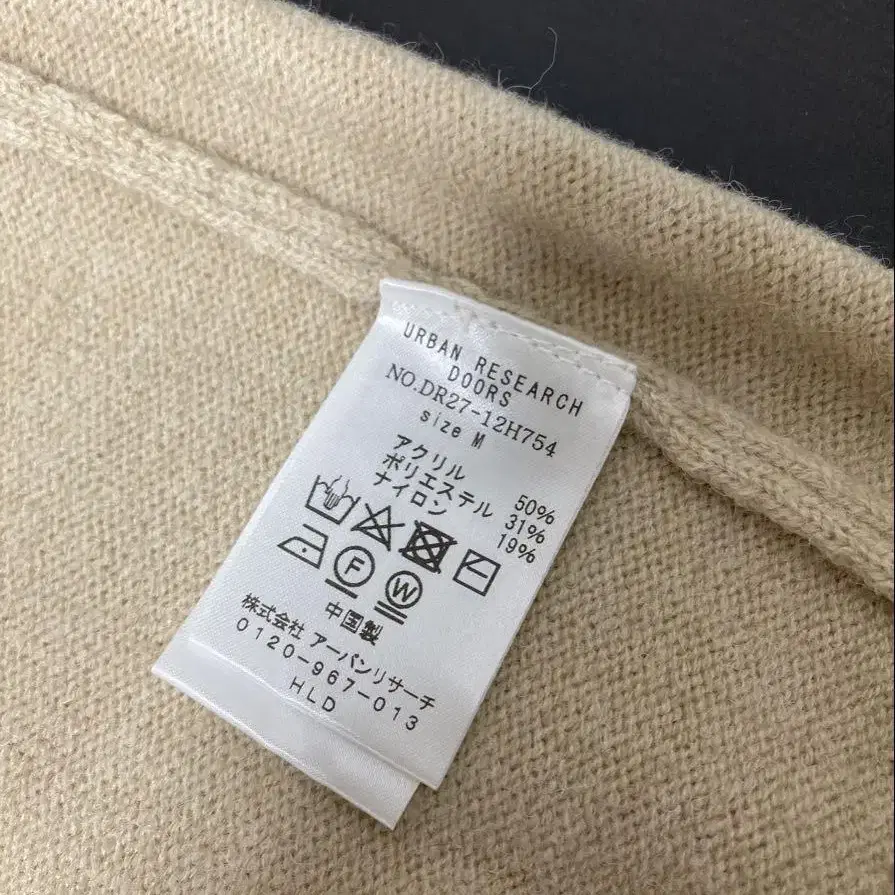 URBAN RESEARCH
DOORS
NO.DR27-12H754
size M
アクリル 50%
ポリエステル 31%
ナイロン 19%
F
W
中国製
株式会社 アーバンリサーチ
0120-967-013
HLD